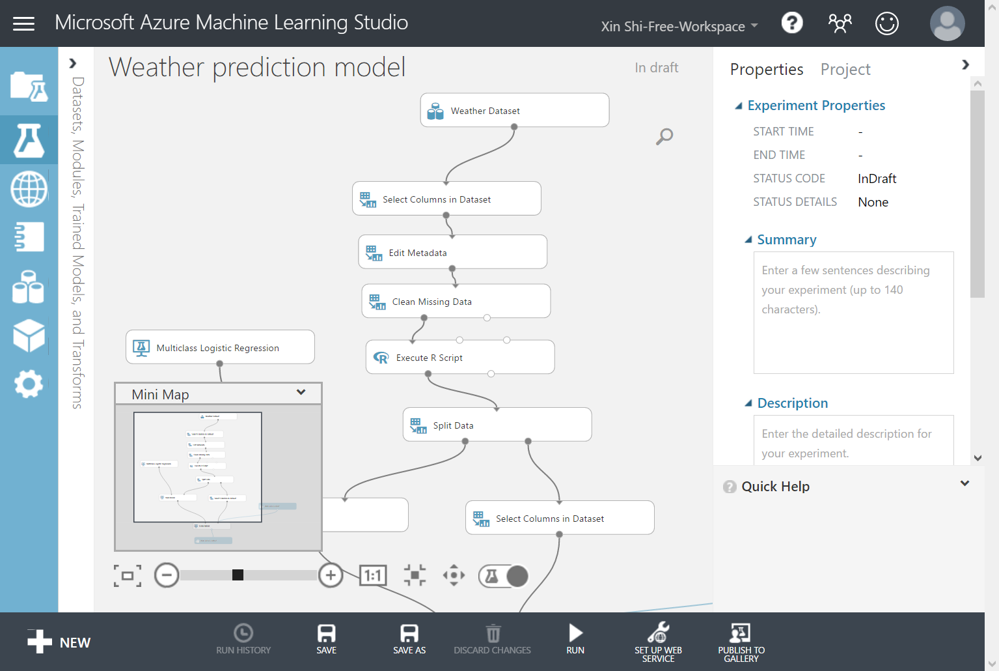 Microsoft Azure Machine Learning Studio
Xin Shi-Free-Workspace
?
Datasets, Modules, Trained Models, and Transforms
Weather prediction model
In draft
Weather Dataset
Select Columns in Dataset
Edit Metadata
Clean Missing Data
Multiclass Logistic Regression
R
Execute R Script
Split Data
Select Columns in Dataset
Mini Map
1:1
Properties
Project
Experiment Properties
START TIME -
END TIME -
STATUS CODE InDraft
STATUS DETAILS None
Summary
Enter a few sentences describing
your experiment (up to 140
characters).
Description
Enter the detailed description for
your experiment.
? Quick Help
NEW
RUN HISTORY
SAVE
SAVE AS
DISCARD CHANGES
RUN
SET UP WEB
SERVICE
PUBLISH TO
GALLERY